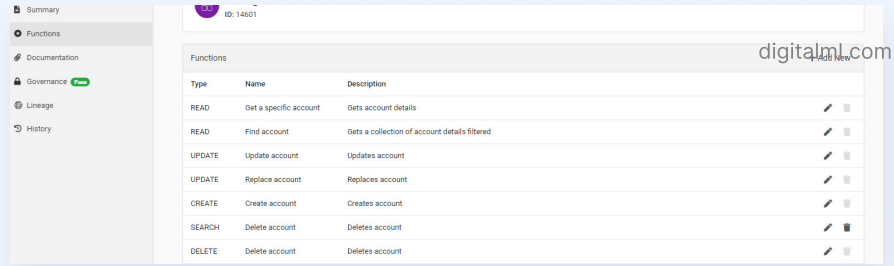 Summary
ID: 14601
Functions
Documentation
Governance Pass
Lineage
History
Functions
+ Add New
digitalml.com
Type Name Description
READ Get a specific account Gets account details
READ Find account Gets a collection of account details filtered
UPDATE Update account Updates account
UPDATE Replace account Replaces account
CREATE Create account Creates account
SEARCH Delete account Deletes account
DELETE Delete account Deletes account